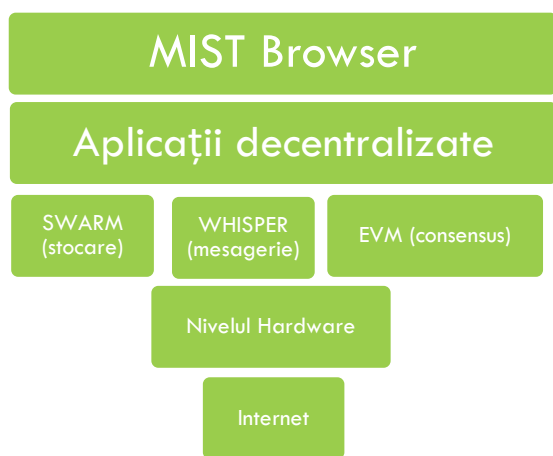 MIST Browser
Aplicații decentralizate
SWARM
(stocare)
WHISPER
(mesagerie)
EVM (consensus)
Nivelul Hardware
Internet